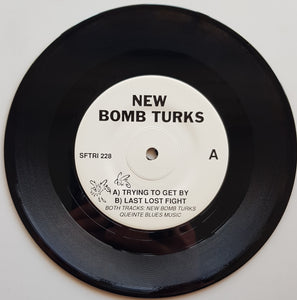 NEW
BOMB TURKS
SFTRI 228
A
A) TRYING TO GET BY
B) LAST LOST FIGHT
BOTH TRACKS: NEW BOMB TURKS
QUEINTE BLUES MUSIC